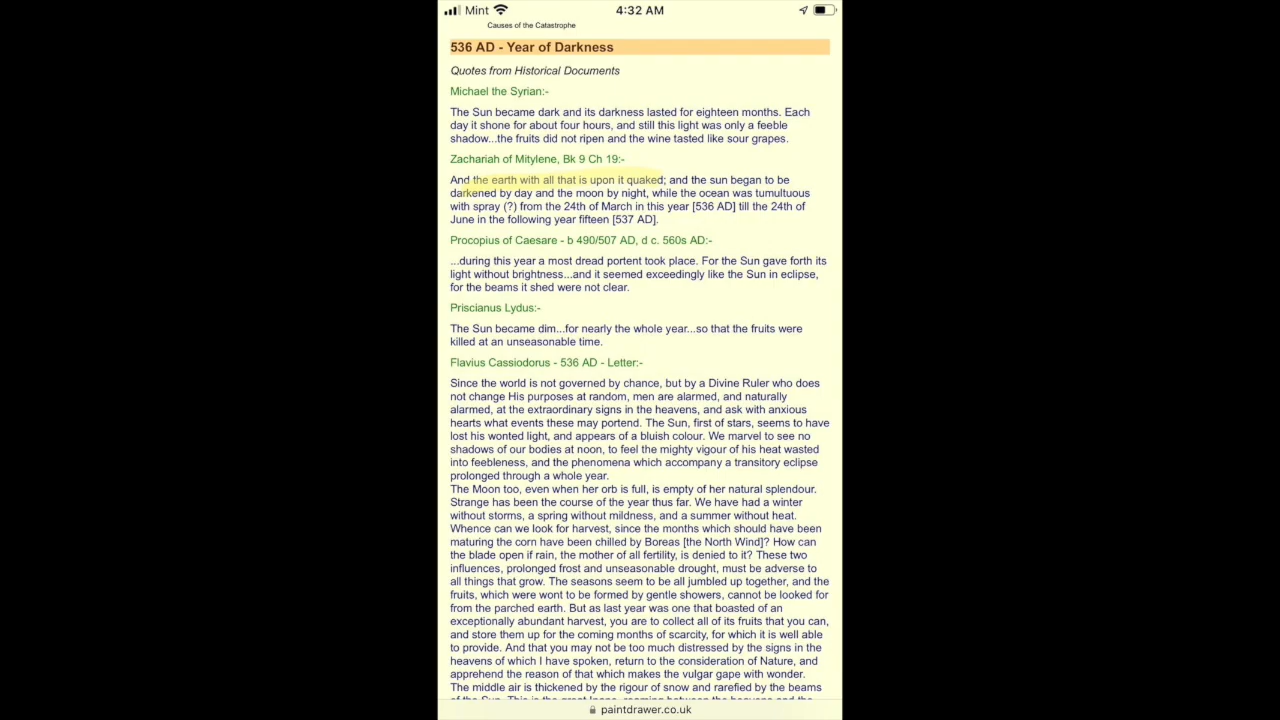 Mint
4:32 AM
Causes of the Catastrophe
536 AD - Year of Darkness
Quotes from Historical Documents
Michael the Syrian:-
The Sun became dark and its darkness lasted for eighteen months. Each
day it shone for about four hours, and still this light was only a feeble
shadow...the fruits did not ripen and the wine tasted like sour grapes.
Zachariah of Mitylene, Bk 9 Ch 19:-
And the earth with all that is upon it quaked; and the sun began to be
darkened by day and the moon by night, while the ocean was tumultuous
with spray (?) from the 24th of March in this year [536 AD] till the 24th of
June in the following year fifteen [537 AD].
Procopius of Caesare - b 490/507 AD, d c. 560s AD:-
...during this year a most dread portent took place. For the Sun gave forth its
light without brightness...and it seemed exceedingly like the Sun in eclipse,
for the beams it shed were not clear.
Priscianus Lydus:-
The Sun became dim...for nearly the whole year...so that the fruits were
killed at an unseasonable time.
Flavius Cassiodorus - 536 AD - Letter:-
Since the world is not governed by chance, but by a Divine Ruler who does
not change His purposes at random, men are alarmed, and naturally
alarmed, at the extraordinary signs in the heavens, and ask with anxious
hearts what events these may portend. The Sun, first of stars, seems to have
lost his wonted light, and appears of a bluish colour. We marvel to see no
shadows of our bodies at noon, to feel the mighty vigour of his heat wasted
into feebleness, and the phenomena which accompany a transitory eclipse
prolonged through a whole year.
The Moon too, even when her orb is full, is empty of her natural splendour.
Strange has been the course of the year thus far. We have had a winter
without storms, a spring without mildness, and a summer without heat.
Whence can we look for harvest, since the months which should have been
maturing the corn have been chilled by Boreas [the North Wind]? How can
the blade open if rain, the mother of all fertility, is denied to it? These two
influences, prolonged frost and unseasonable drought, must be adverse to
all things that grow. The seasons seem to be all jumbled up together, and the
fruits, which were wont to be formed by gentle showers, cannot be looked for
from the parched earth. But as last year was one that boasted of an
exceptionally abundant harvest, you are to collect all of its fruits that you can,
and store them up for the coming months of scarcity, for which it is well able
to provide. And that you may not be too much distressed by the signs in the
heavens of which I have spoken, return to the consideration of Nature, and
apprehend the reason of that which makes the vulgar gape with wonder.
The middle air is thickened by the rigour of snow and rarefied by the beams
paintdrawer.co.uk